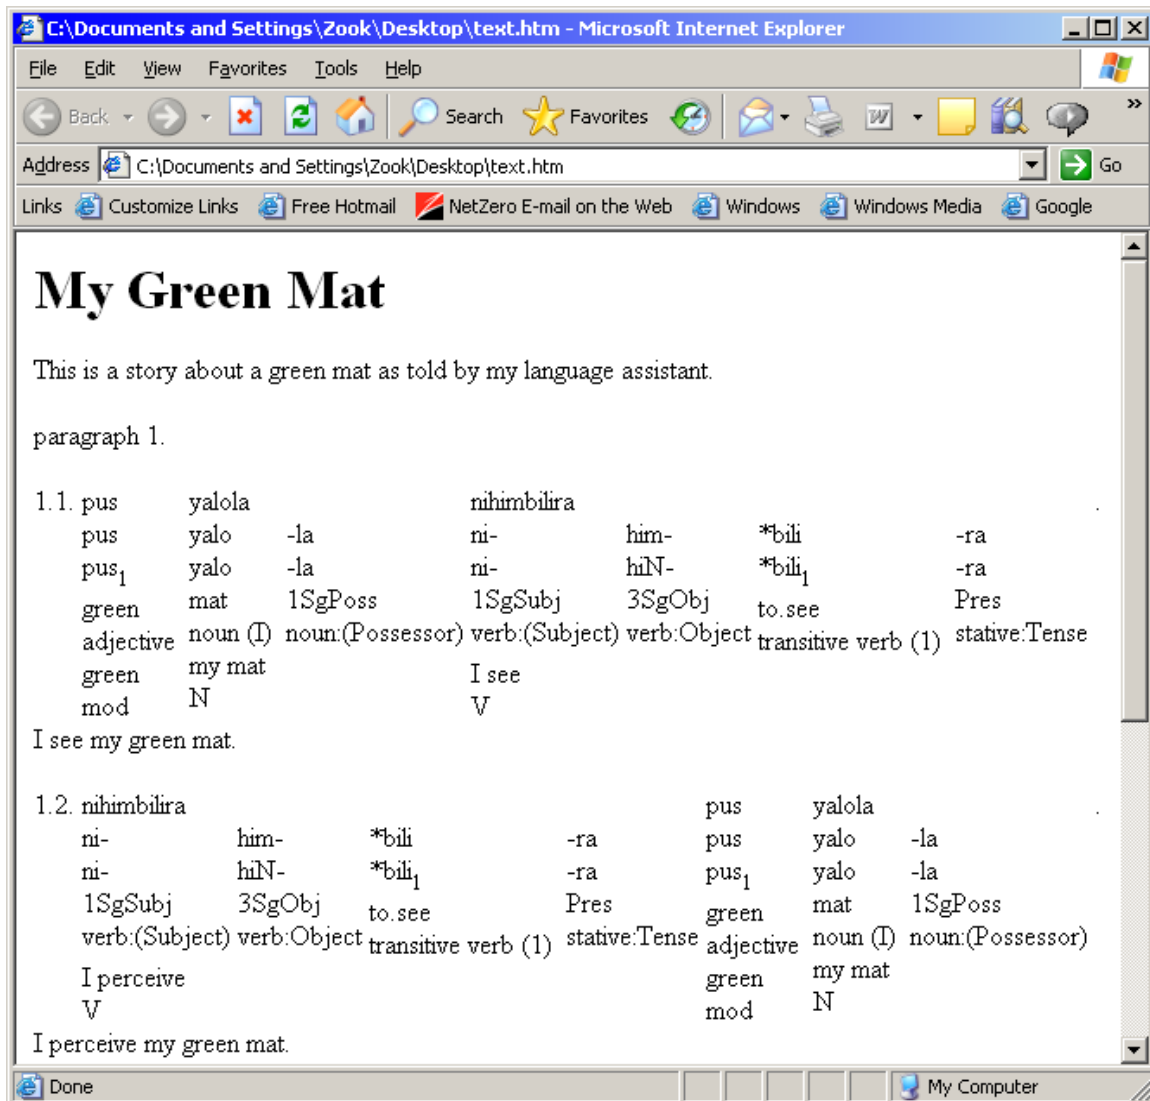 C:\Documents and Settings\Zook\Desktop\text.htm - Microsoft Internet Explorer
File Edit View Favorites Tools Help
Back Search Favorites »
Address C:\Documents and Settings\Zook\Desktop\text.htm Go
Links Customize Links Free Hotmail NetZero E-mail on the Web Windows Windows Media Google
My Green Mat
This is a story about a green mat as told by my language assistant.
paragraph 1.
1.1. pus yalola nihimbilira .
pus yalo -la ni- him- *bili -ra
pus₁ yalo -la ni- hiN- *bili₁ -ra
green mat 1SgPoss 1SgSubj 3SgObj to.see Pres
adjective noun (I) noun:(Possessor) verb:(Subject) verb:Object transitive verb (1) stative:Tense
green my mat I see
mod N V
I see my green mat.
1.2. nihimbilira pus yalola .
ni- him- *bili -ra pus yalo -la
ni- hiN- *bili₁ -ra pus₁ yalo -la
1SgSubj 3SgObj to.see Pres green mat 1SgPoss
verb:(Subject) verb:Object transitive verb (1) stative:Tense adjective noun (I) noun:(Possessor)
I perceive green my mat
V mod N
I perceive my green mat.
Done My Computer